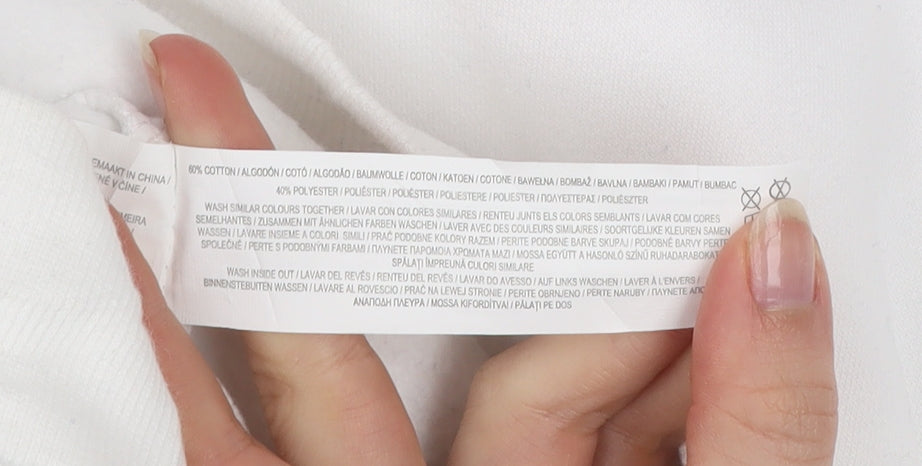 EMAAKT IN CHINA /
NÉ V ČÍNE /
MEIRA
60% COTTON / ALGODÓN / COTÓ / ALGODÃO / BAUMWOLLE / COTON / KATOEN / COTONE / BAWEŁNA / BOMBAŽ / BAVLNA / BAMBAKI / PAMUT / BUMBAC
40% POLYESTER / POLIÉSTER / POLIÈSTER / POLIESTERE / POLIESTER / ΠΟΛΥΕΣΤΕΡΑΣ / POLIÉSZTER
WASH SIMILAR COLOURS TOGETHER / LAVAR CON COLORES SIMILARES / RENTEU JUNTS ELS COLORS SEMBLANTS / LAVAR COM CORES
SEMELHANTES / ZUSAMMEN MIT ÄHNLICHEN FARBEN WASCHEN / LAVER AVEC DES COULEURS SIMILAIRES / SOORTGELIJKE KLEUREN SAMEN
WASSEN / LAVARE INSIEME A COLORI SIMILI / PRAĆ PODOBNE KOLORY RAZEM / PERITE PODOBNE BARVE SKUPAJ / PODOBNÉ BARVY PERTE
SPOLEČNĚ / PERTE S PODOBNÝMI FARBAMI / ΠΛΥΝΕΤΕ ΠΑΡΟΜΟΙΑ ΧΡΩΜΑΤΑ ΜΑΖΙ / MOSSA EGYÜTT A HASONLÓ SZÍNŰ RUHADARABOKAT
SPĂLAȚI ÎMPREUNĂ CULORI SIMILARE
WASH INSIDE OUT / LAVAR DEL REVÉS / RENTEU DEL REVÉS / LAVAR DO AVESSO / AUF LINKS WASCHEN / LAVER À L'ENVERS /
BINNENSTEBUITEN WASSEN / LAVARE AL ROVESCIO / PRAĆ NA LEWEJ STRONIE / PERITE OBRNJENO / PERTE NARUBY / ΠΛΥΝΕΤΕ ΑΠΟ
ΑΝΑΠΟΔΗ ΠΛΕΥΡΑ / MOSSA KIFORDÍTVA / PĂLAȚI PE DOS